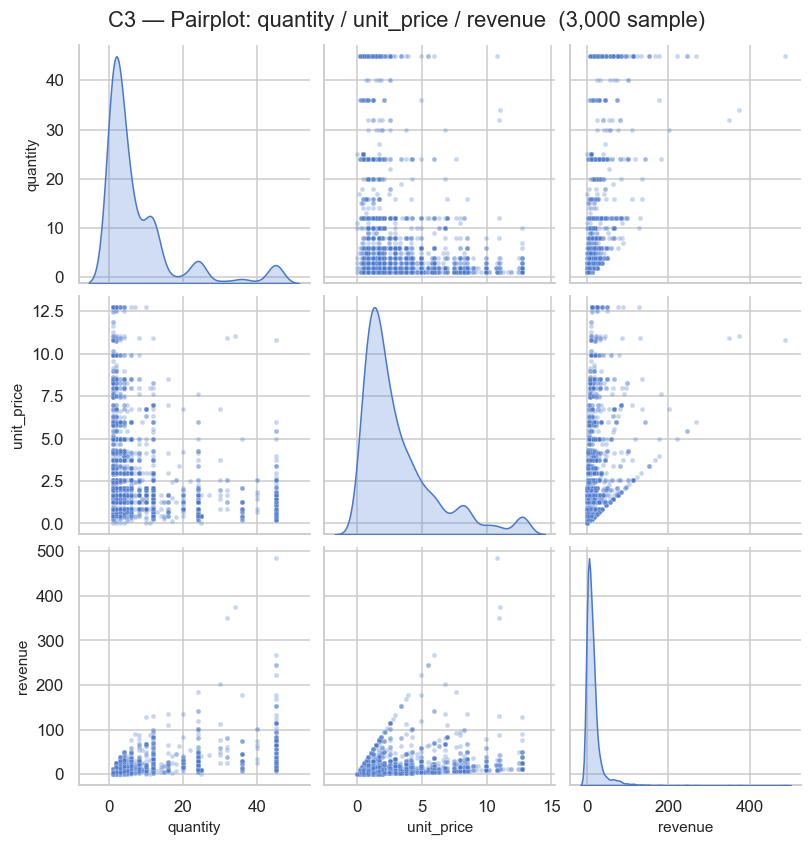 C3 — Pairplot: quantity / unit_price / revenue (3,000 sample)
40
30
20
10
0
quantity
12.5
10.0
7.5
5.0
2.5
0.0
unit_price
500
400
300
200
100
0
revenue
0 20 40
quantity
0 5 10 15
unit_price
0 200 400
revenue